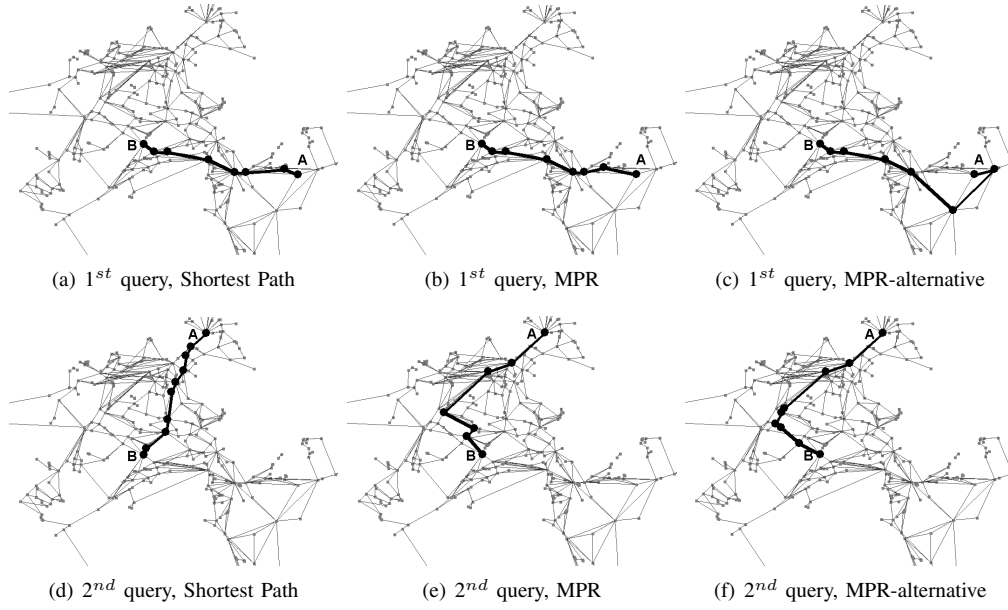 B A
B A
B A
(a) 1st query, Shortest Path
(b) 1st query, MPR
(c) 1st query, MPR-alternative
A
B
A
B
A
B
(d) 2nd query, Shortest Path
(e) 2nd query, MPR
(f) 2nd query, MPR-alternative